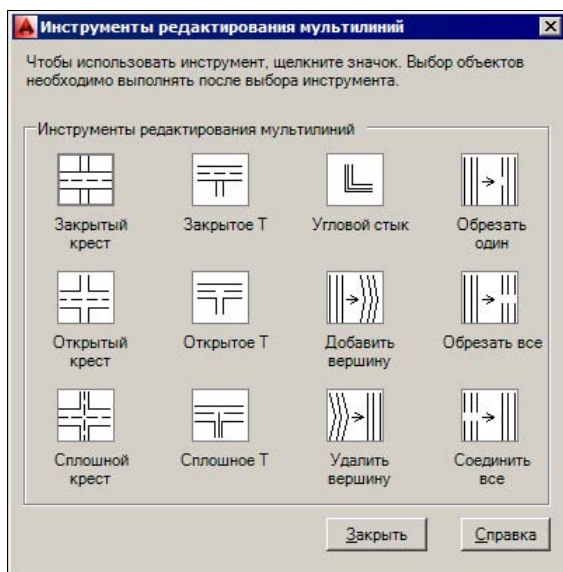 Инструменты редактирования мультилиний
Чтобы использовать инструмент, щелкните значок. Выбор объектов
необходимо выполнять после выбора инструмента.
Инструменты редактирования мультилиний
Закрытый
крест
Закрытое Т
Угловой стык
Обрезать
один
Открытый
крест
Открытое Т
Добавить
вершину
Обрезать все
Сплошной
крест
Сплошное Т
Удалить
вершину
Соединить
все
Закрыть
Справка